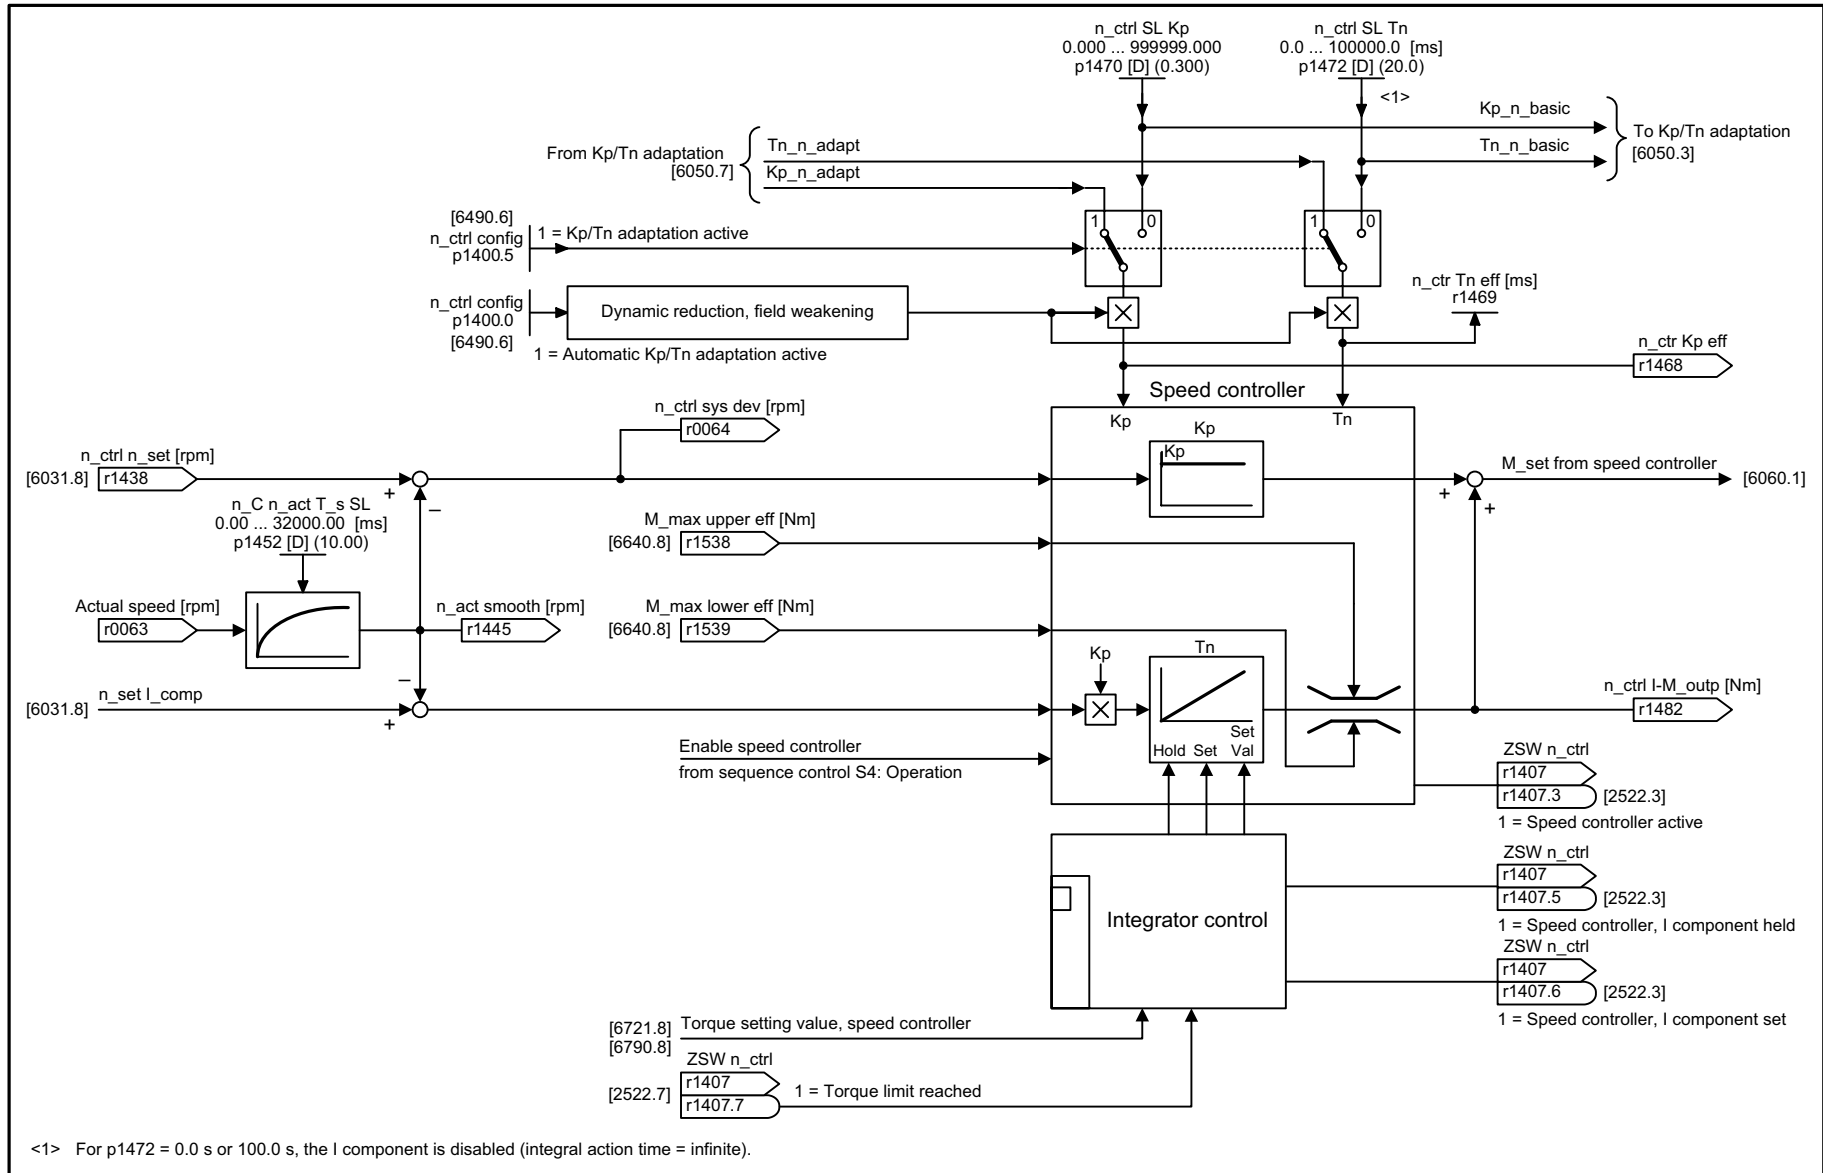 n_ctrl SL Kp
0.000 ... 999999.000
p1470 [D] (0.300)
n_ctrl SL Tn
0.0 ... 100000.0 [ms]
p1472 [D] (20.0)
<1>
Kp_n_basic
Tn_n_basic
To Kp/Tn adaptation
[6050.3]
From Kp/Tn adaptation
[6050.7]
Tn_n_adapt
Kp_n_adapt
[6490.6]
n_ctrl config
p1400.5
1 = Kp/Tn adaptation active
1 0
1 0
n_ctrl config
p1400.0
[6490.6]
Dynamic reduction, field weakening
1 = Automatic Kp/Tn adaptation active
n_ctr Tn eff [ms]
r1469
n_ctr Kp eff
r1468
Speed controller
Kp
Tn
n_ctrl sys dev [rpm]
r0064
n_ctrl n_set [rpm]
[6031.8] r1438
+
–
Kp
Kp
+
+
M_set from speed controller
[6060.1]
n_C n_act T_s SL
0.00 ... 32000.00 [ms]
p1452 [D] (10.00)
M_max upper eff [Nm]
[6640.8] r1538
Actual speed [rpm]
r0063
n_act smooth [rpm]
r1445
M_max lower eff [Nm]
[6640.8] r1539
n_set I_comp
[6031.8]
–
+
Kp
Tn
Hold Set
Set
Val
n_ctrl I-M_outp [Nm]
r1482
Enable speed controller
from sequence control S4: Operation
ZSW n_ctrl
r1407
r1407.3 [2522.3]
1 = Speed controller active
Integrator control
ZSW n_ctrl
r1407
r1407.5 [2522.3]
1 = Speed controller, I component held
ZSW n_ctrl
r1407
r1407.6 [2522.3]
1 = Speed controller, I component set
[6721.8]
[6790.8]
Torque setting value, speed controller
ZSW n_ctrl
r1407
[2522.7] r1407.7
1 = Torque limit reached
<1> For p1472 = 0.0 s or 100.0 s, the I component is disabled (integral action time = infinite).